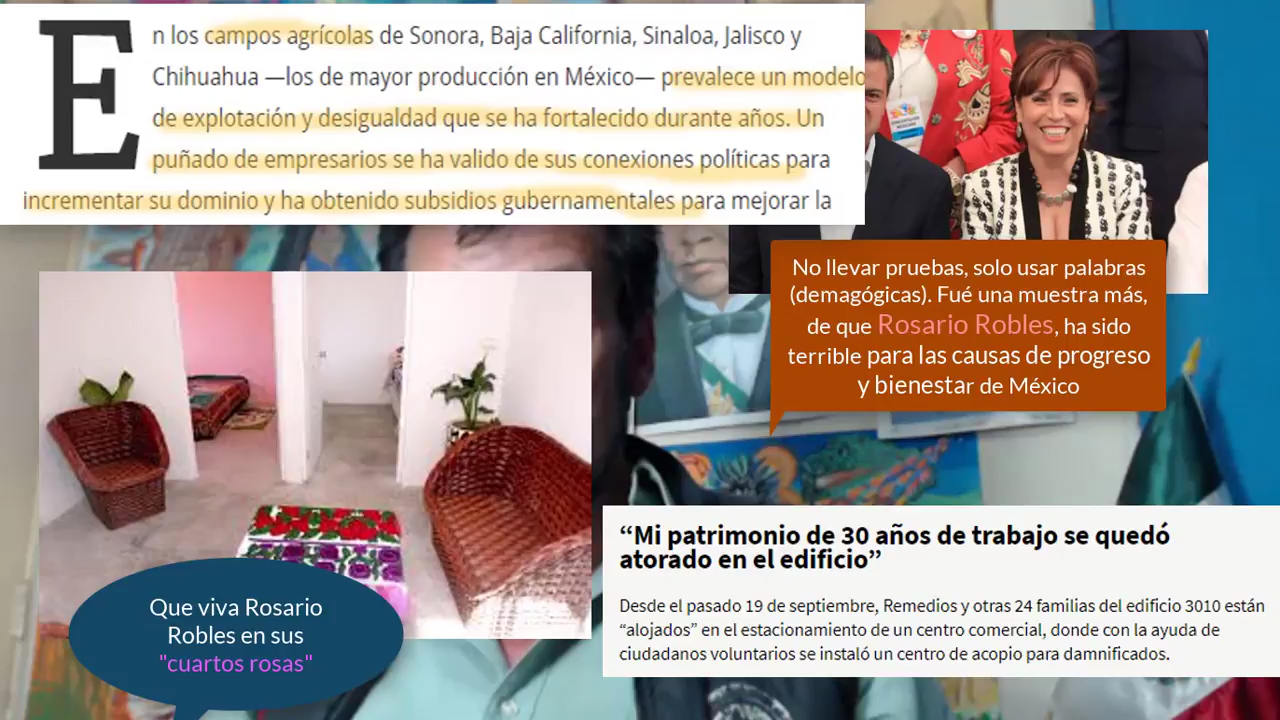 En los campos agrícolas de Sonora, Baja California, Sinaloa, Jalisco y
Chihuahua —los de mayor producción en México— prevalece un modelo
de explotación y desigualdad que se ha fortalecido durante años. Un
puñado de empresarios se ha valido de sus conexiones políticas para
incrementar su dominio y ha obtenido subsidios gubernamentales para mejorar la
No llevar pruebas, solo usar palabras
(demagógicas). Fué una muestra más,
de que Rosario Robles, ha sido
terrible para las causas de progreso
y bienestar de México
“Mi patrimonio de 30 años de trabajo se quedó
atorado en el edificio”
Desde el pasado 19 de septiembre, Remedios y otras 24 familias del edificio 3010 están
“alojados” en el estacionamiento de un centro comercial, donde con la ayuda de
ciudadanos voluntarios se instaló un centro de acopio para damnificados.
Que viva Rosario
Robles en sus
"cuartos rosas"